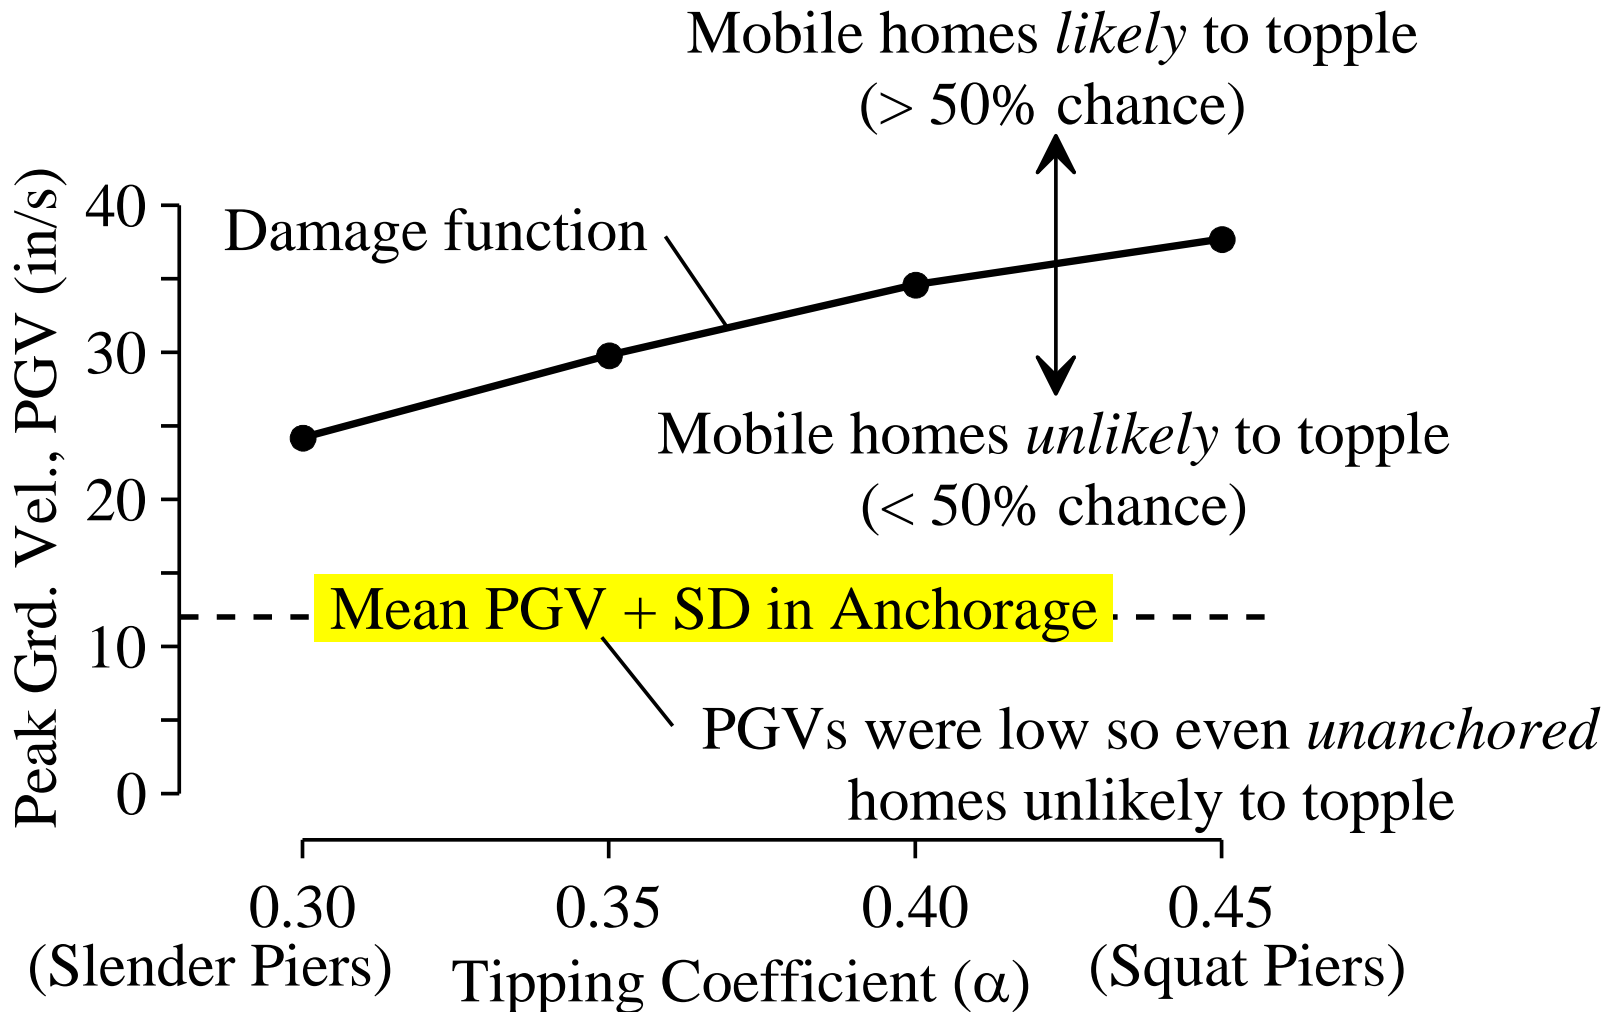 Mobile homes likely to topple
(> 50% chance)
Peak Grd. Vel., PGV (in/s)
40
30
20
10
0
Damage function
Mobile homes unlikely to topple
(< 50% chance)
Mean PGV + SD in Anchorage
PGVs were low so even unanchored
homes unlikely to topple
0.30 0.35 0.40 0.45
(Slender Piers) Tipping Coefficient (α) (Squat Piers)